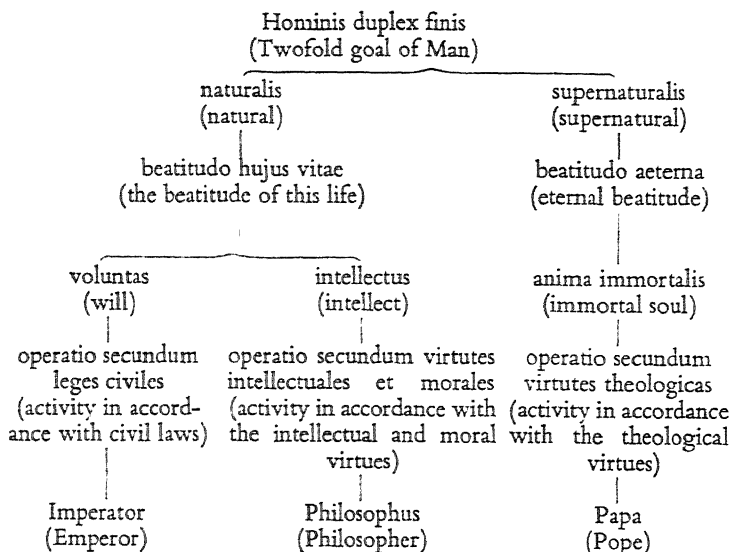 Hominis duplex finis
(Twofold goal of Man)
naturalis
(natural)
supernaturalis
(supernatural)
beatitudo hujus vitae
(the beatitude of this life)
beatitudo aeterna
(eternal beatitude)
voluntas
(will)
intellectus
(intellect)
anima immortalis
(immortal soul)
operatio secundum
leges civiles
(activity in accord-
ance with civil laws)
operatio secundum virtutes
intellectuales et morales
(activity in accordance with
the intellectual and moral
virtues)
operatio secundum
virtutes theologicas
(activity in accordance
with the theological
virtues)
Imperator
(Emperor)
Philosophus
(Philosopher)
Papa
(Pope)